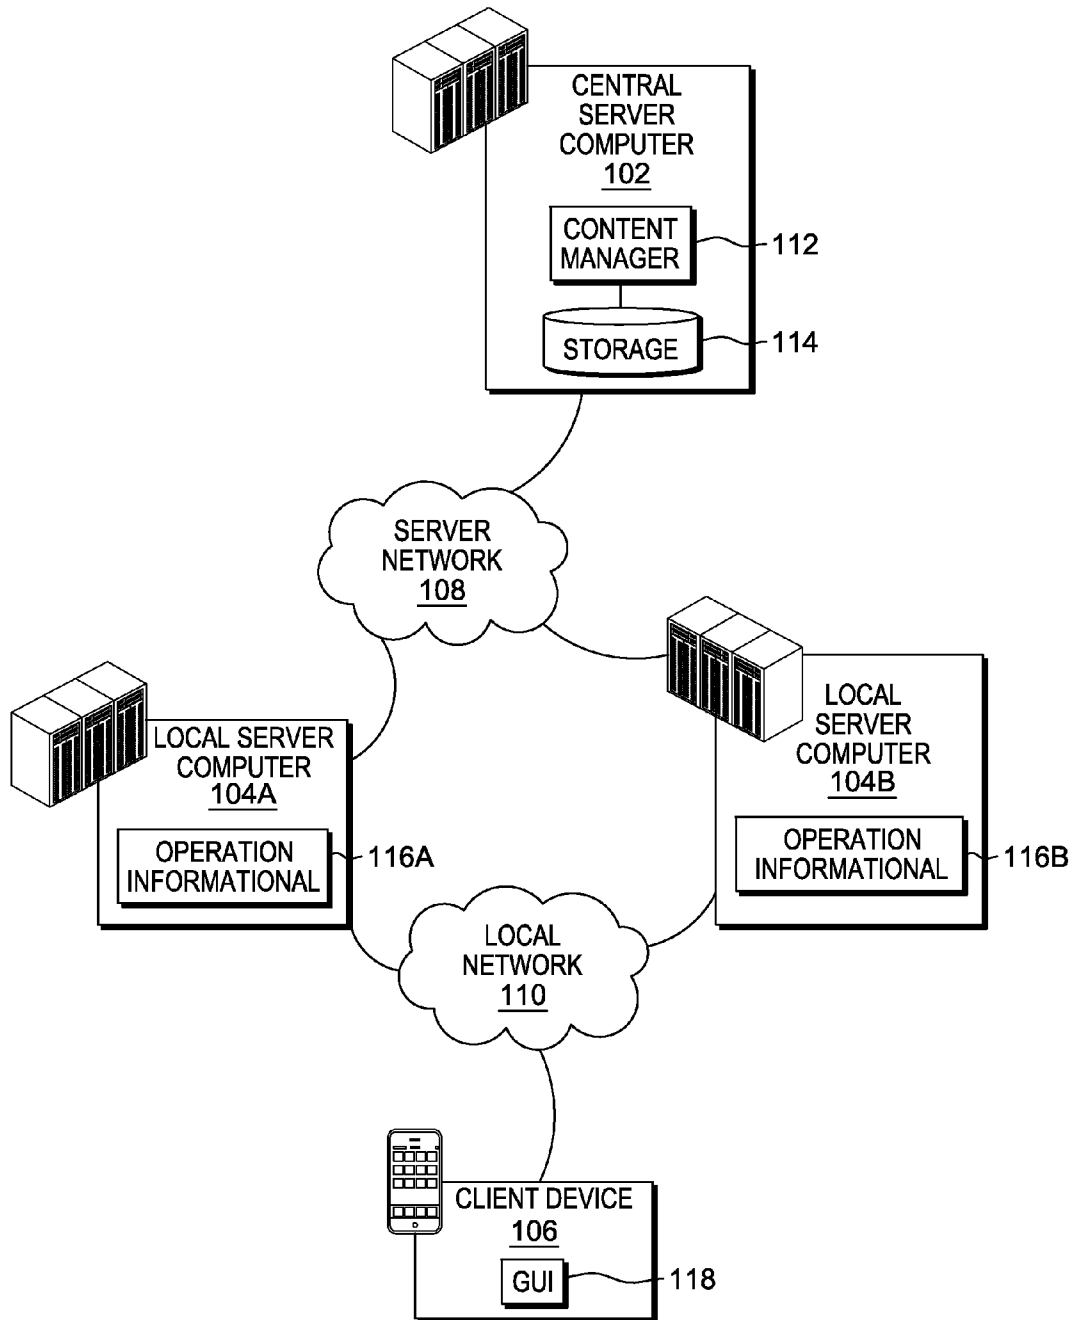 CENTRAL
SERVER
COMPUTER
102
CONTENT
MANAGER
112
STORAGE
114
SERVER
NETWORK
108
LOCAL SERVER
COMPUTER
104A
OPERATION
INFORMATIONAL
116A
LOCAL
SERVER
COMPUTER
104B
OPERATION
INFORMATIONAL
116B
LOCAL
NETWORK
110
CLIENT DEVICE
106
GUI
118